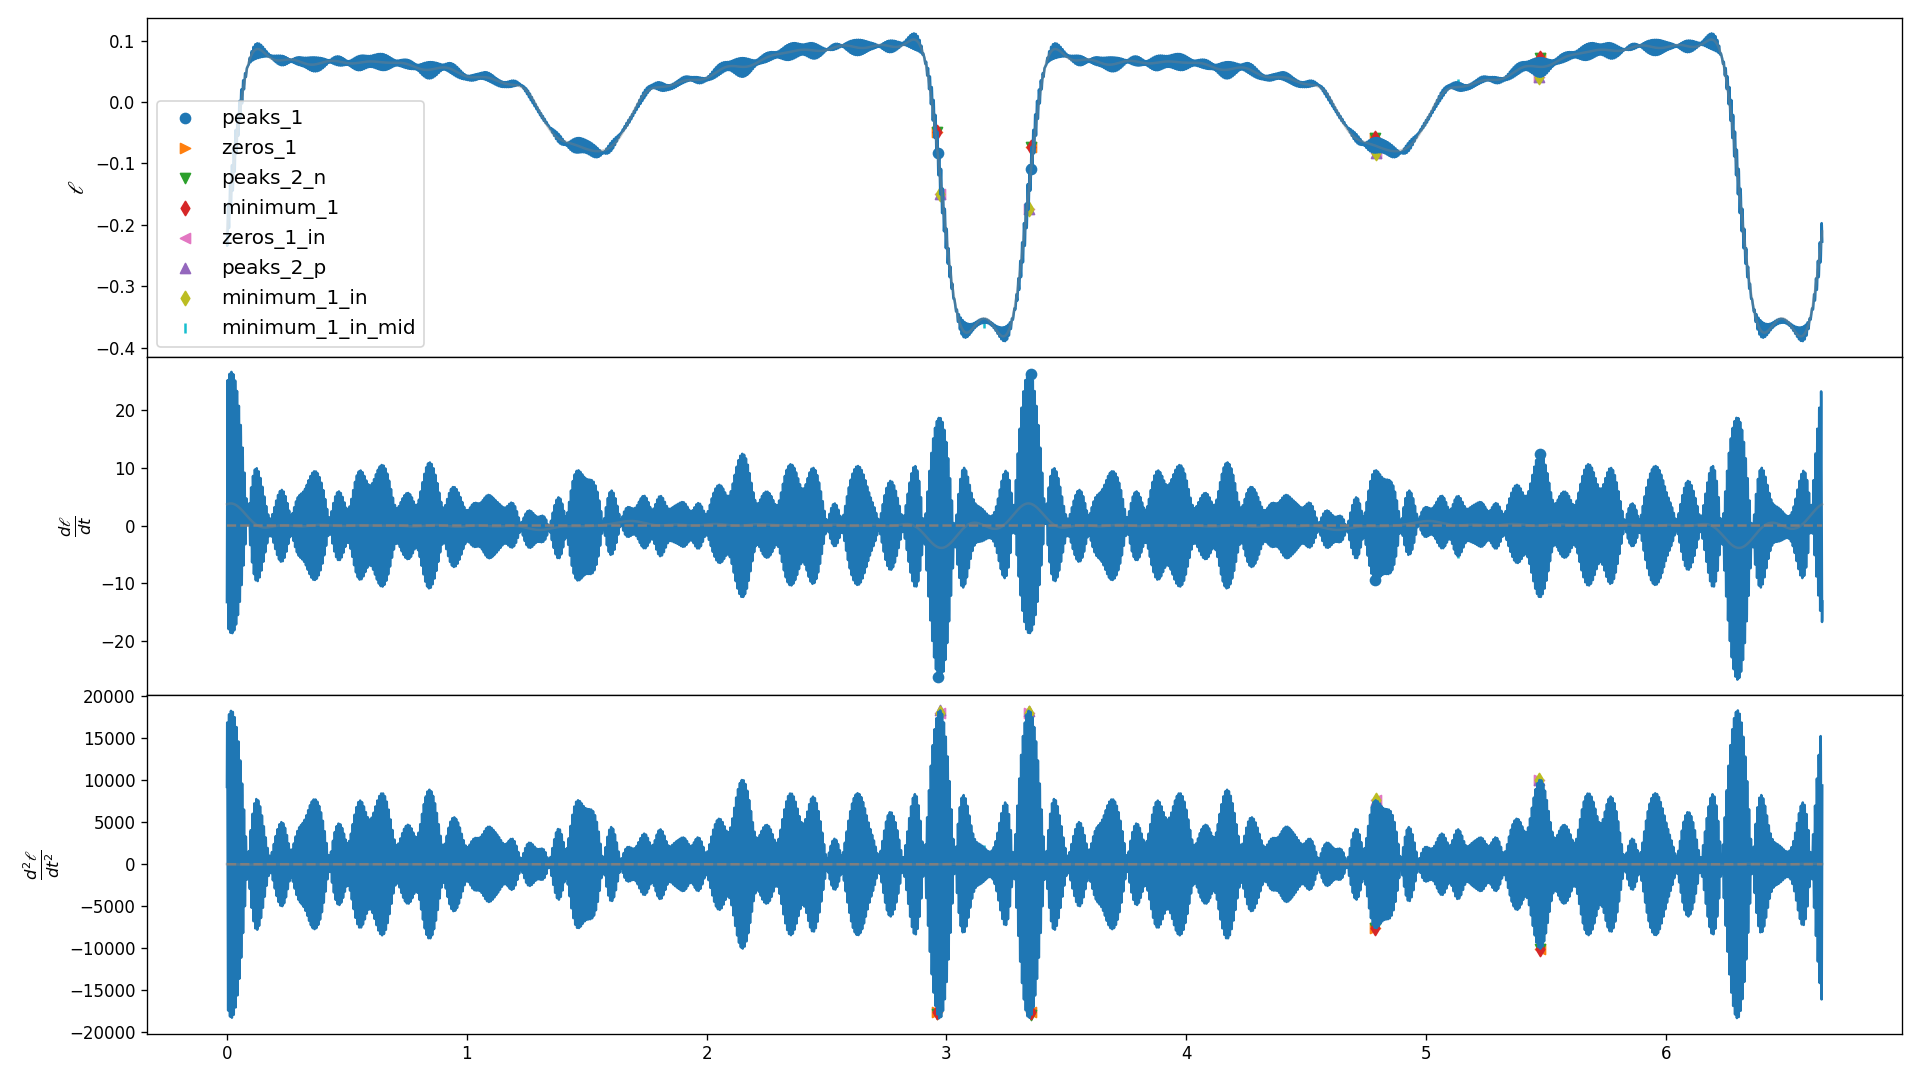 0.1
0.0
−0.1
−0.2
−0.3
−0.4
ℓ
peaks_1
zeros_1
peaks_2_n
minimum_1
zeros_1_in
peaks_2_p
minimum_1_in
minimum_1_in_mid
20
10
0
−10
−20
dℓ
dt
20000
15000
10000
5000
0
−5000
−10000
−15000
−20000
d²ℓ
dt²
0 1 2 3 4 5 6